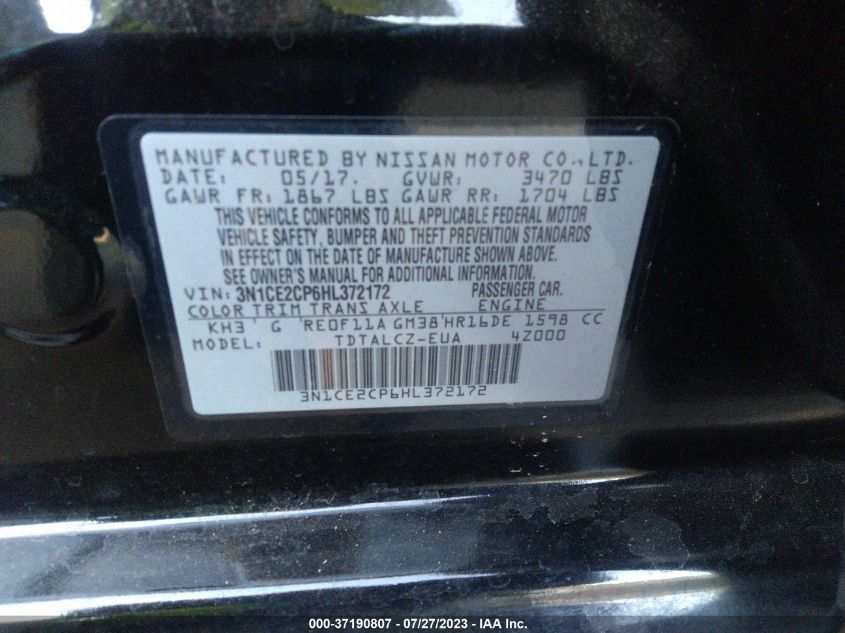 MANUFACTURED BY NISSAN MOTOR CO.,LTD.
DATE: 05/17. GVWR: 3470 LBS
GAWR FR: 1867 LBS GAWR RR: 1704 LBS
THIS VEHICLE CONFORMS TO ALL APPLICABLE FEDERAL MOTOR
VEHICLE SAFETY, BUMPER AND THEFT PREVENTION STANDARDS
IN EFFECT ON THE DATE OF MANUFACTURE SHOWN ABOVE.
SEE OWNER'S MANUAL FOR ADDITIONAL INFORMATION.
VIN: 3N1CE2CP6HL372172 PASSENGER CAR.
COLOR TRIM TRANS AXLE ENGINE
KH3 G RE0F11A GM38 HR16DE 1598 CC
MODEL: TDTALCZ-EUA 4Z000
3N1CE2CP6HL372172
000-37190807 - 07/27/2023 - IAA Inc.